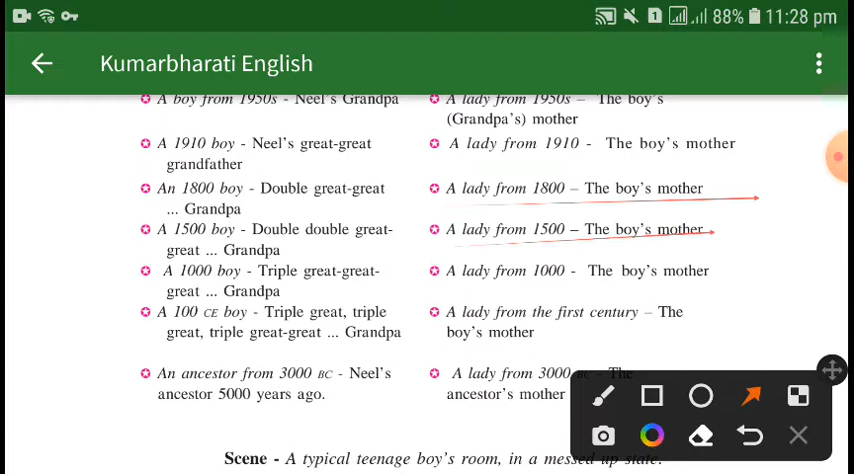 88% 11:28 pm
Kumarbharati English
A boy from 1950s - Neel's Grandpa
A 1910 boy - Neel's great-great
grandfather
An 1800 boy - Double great-great
... Grandpa
A 1500 boy - Double double great-
great ... Grandpa
A 1000 boy - Triple great-great-
great ... Grandpa
A 100 CE boy - Triple great, triple
great, triple great-great ... Grandpa
An ancestor from 3000 BC - Neel's
ancestor 5000 years ago.
A lady from 1950s – The boy's
(Grandpa's) mother
A lady from 1910 - The boy's mother
A lady from 1800 – The boy's mother
A lady from 1500 – The boy's mother
A lady from 1000 - The boy's mother
A lady from the first century – The
boy's mother
A lady from 3000 BC - The
ancestor's mother
Scene - A typical teenage boy's room, in a messed up state.